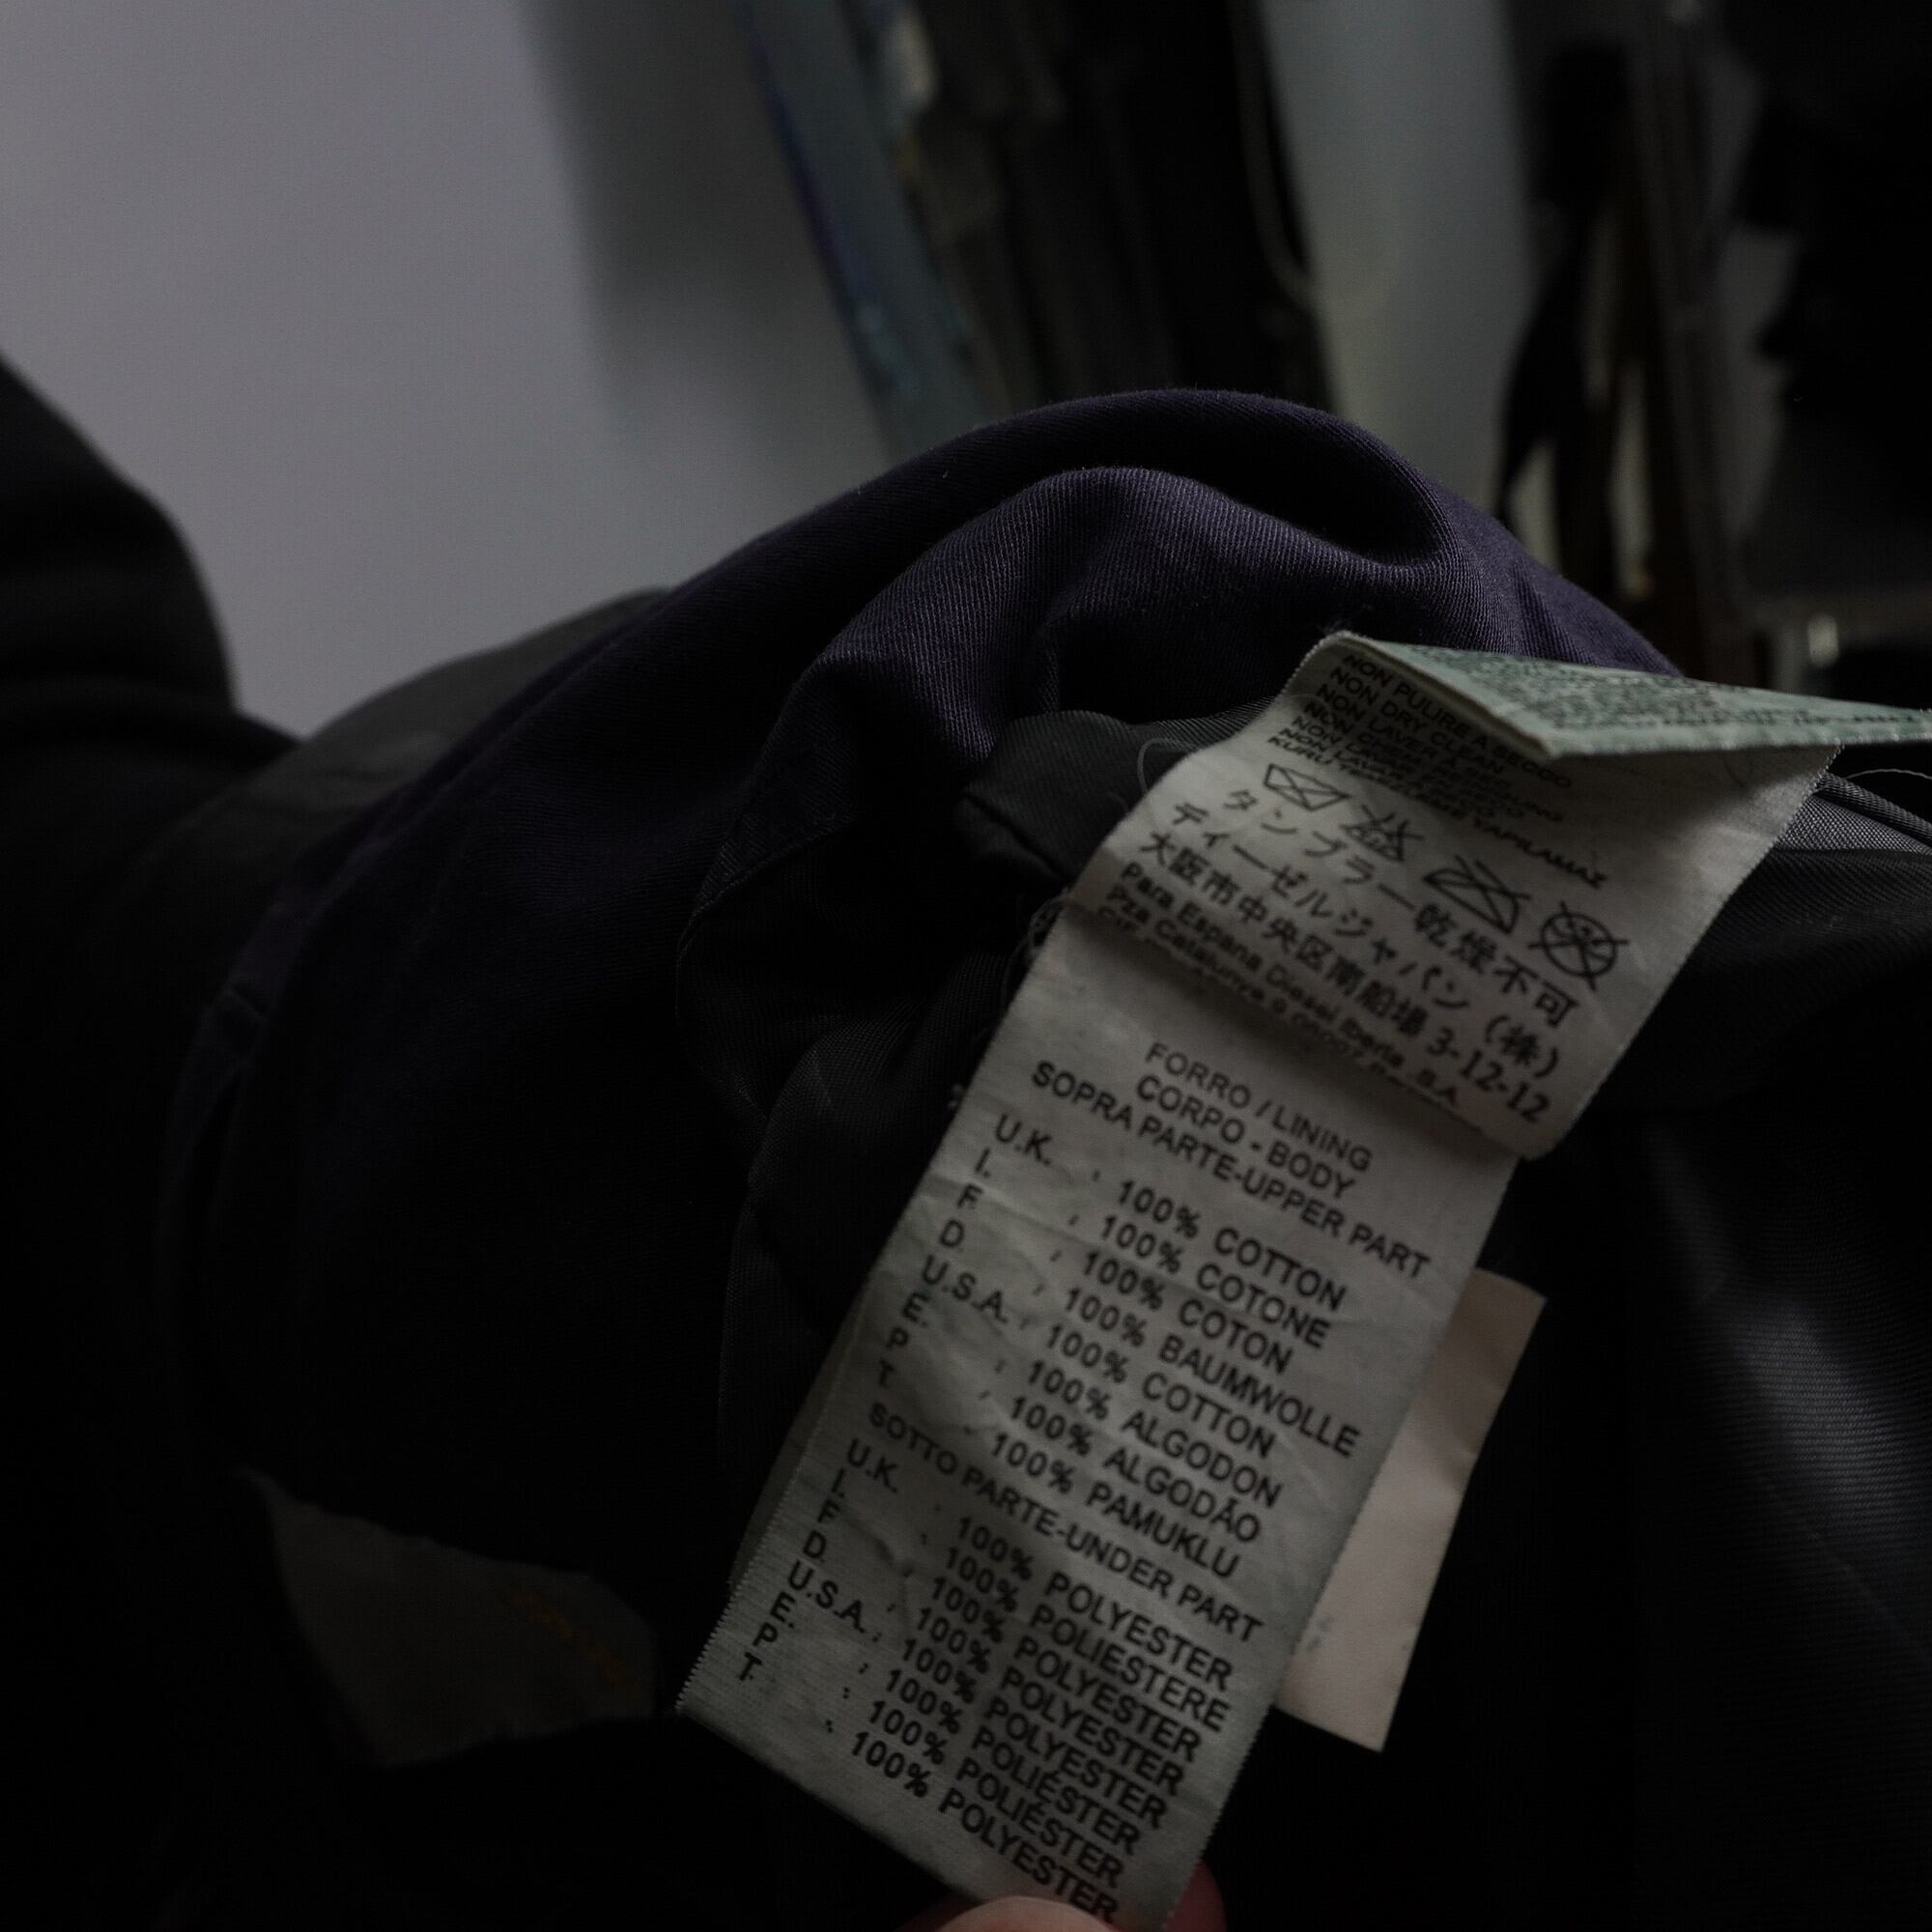 NON PULIRE A SECCO
NON DRY CLEAN
KURU
タンブラー乾燥不可
ディーゼルジャパン(株)
大阪市中央区南船場3-12-12
Para Espana Diesel Iberia S.A.
Pza Catalunya
FORRO / LINING
CORPO - BODY
SOPRA PARTE-UPPER PART
U.K. : 100% COTTON
I. : 100% COTONE
F. : 100% COTON
D. : 100% BAUMWOLLE
U.S.A. : 100% COTTON
E. : 100% ALGODON
P. : 100% ALGODÃO
T. : 100% PAMUKLU
SOTTO PARTE-UNDER PART
U.K. : 100% POLYESTER
I. : 100% POLIESTERE
F. : 100% POLYESTER
D. : 100% POLYESTER
U.S.A. : 100% POLYESTER
E. : 100% POLIÉSTER
P. : 100% POLIÉSTER
T. : 100% POLYESTER